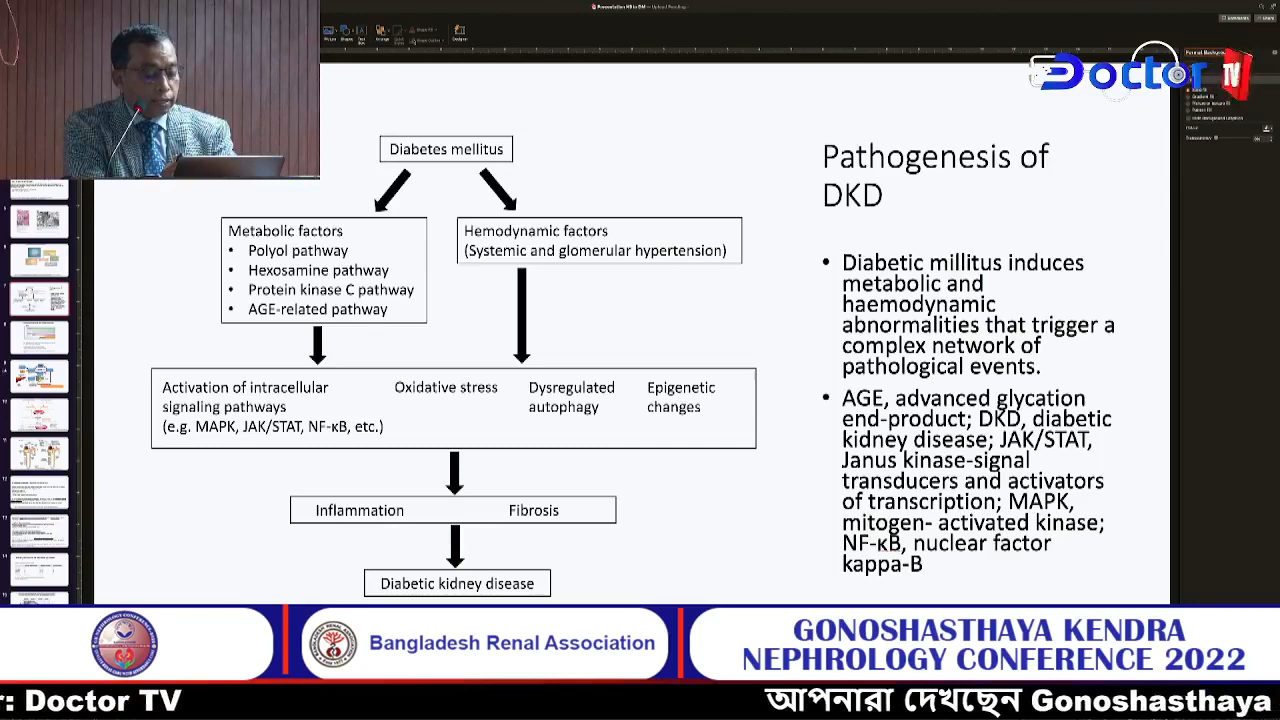 Presentation
Doctor TV
Diabetes mellitus
Metabolic factors
• Polyol pathway
• Hexosamine pathway
• Protein kinase C pathway
• AGE-related pathway
Hemodynamic factors
(Systemic and glomerular hypertension)
Activation of intracellular
signaling pathways
(e.g. MAPK, JAK/STAT, NF-κB, etc.)
Oxidative stress
Dysregulated
autophagy
Epigenetic
changes
Inflammation
Fibrosis
Diabetic kidney disease
Pathogenesis of
DKD
• Diabetic millitus induces
metabolic and
haemodynamic
abnormalities that trigger a
complex network of
pathological events.
• AGE, advanced glycation
end-product; DKD, diabetic
kidney disease; JAK/STAT,
Janus kinase-signal
transducers and activators
of transcription; MAPK,
mitogen- activated kinase;
NF-κB, nuclear factor
kappa-B
Bangladesh Renal Association
GONOSHASTHAYA KENDRA
NEPHROLOGY CONFERENCE 2022
r: Doctor TV
আপনারা দেখছেন Gonoshasthaya